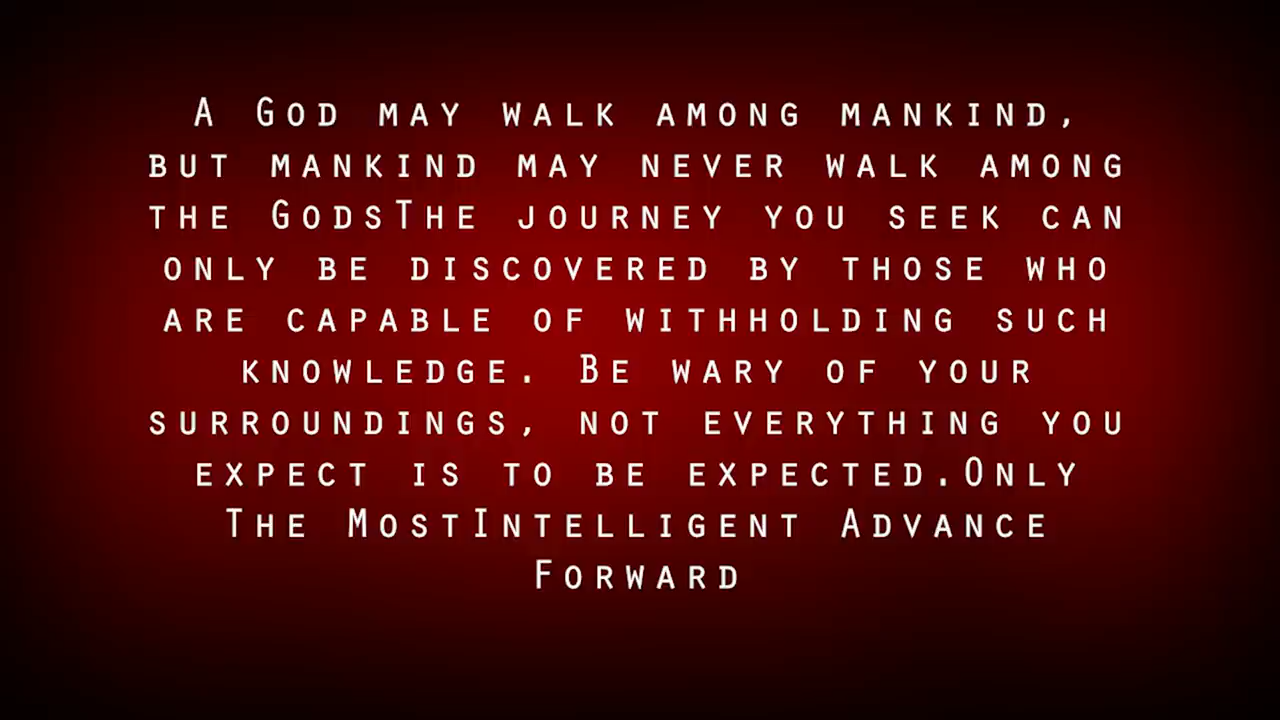 A God may walk among mankind,
but mankind may never walk among
the GodsThe journey you seek can
only be discovered by those who
are capable of withholding such
knowledge. Be wary of your
surroundings, not everything you
expect is to be expected.Only
The MostIntelligent Advance
Forward